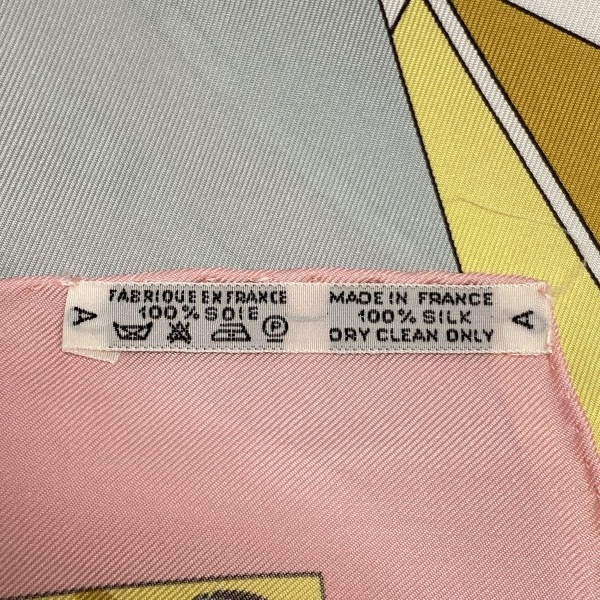 A
FABRIQUE EN FRANCE
100% SOIE
P
MADE IN FRANCE
100% SILK
DRY CLEAN ONLY
A